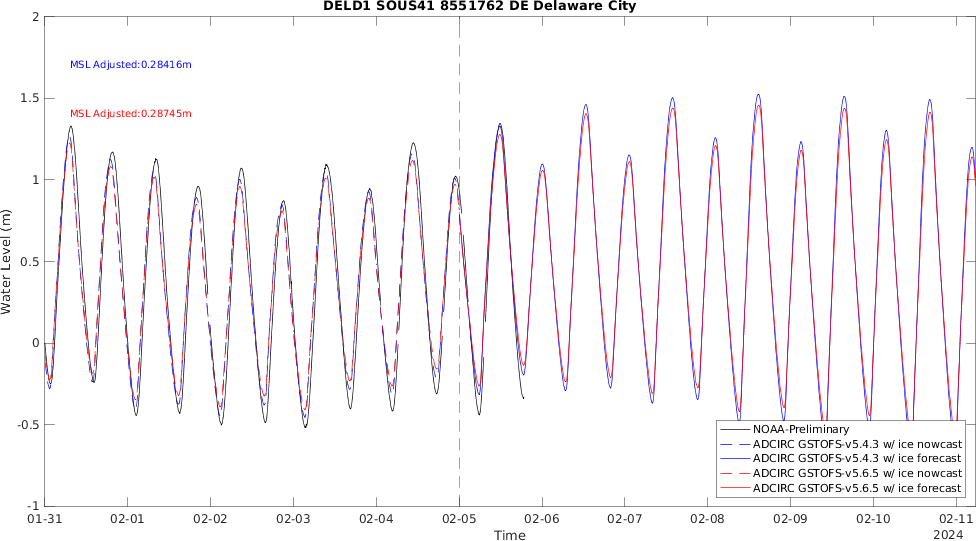 DELD1 SOUS41 8551762 DE Delaware City
2
MSL Adjusted:0.28416m
1.5
MSL Adjusted:0.28745m
1
0.5
0
-0.5
-1
Water Level (m)
NOAA-Preliminary
ADCIRC GSTOFS-v5.4.3 w/ ice nowcast
ADCIRC GSTOFS-v5.4.3 w/ ice forecast
ADCIRC GSTOFS-v5.6.5 w/ ice nowcast
ADCIRC GSTOFS-v5.6.5 w/ ice forecast
01-31 02-01 02-02 02-03 02-04 02-05 02-06 02-07 02-08 02-09 02-10 02-11
Time
2024